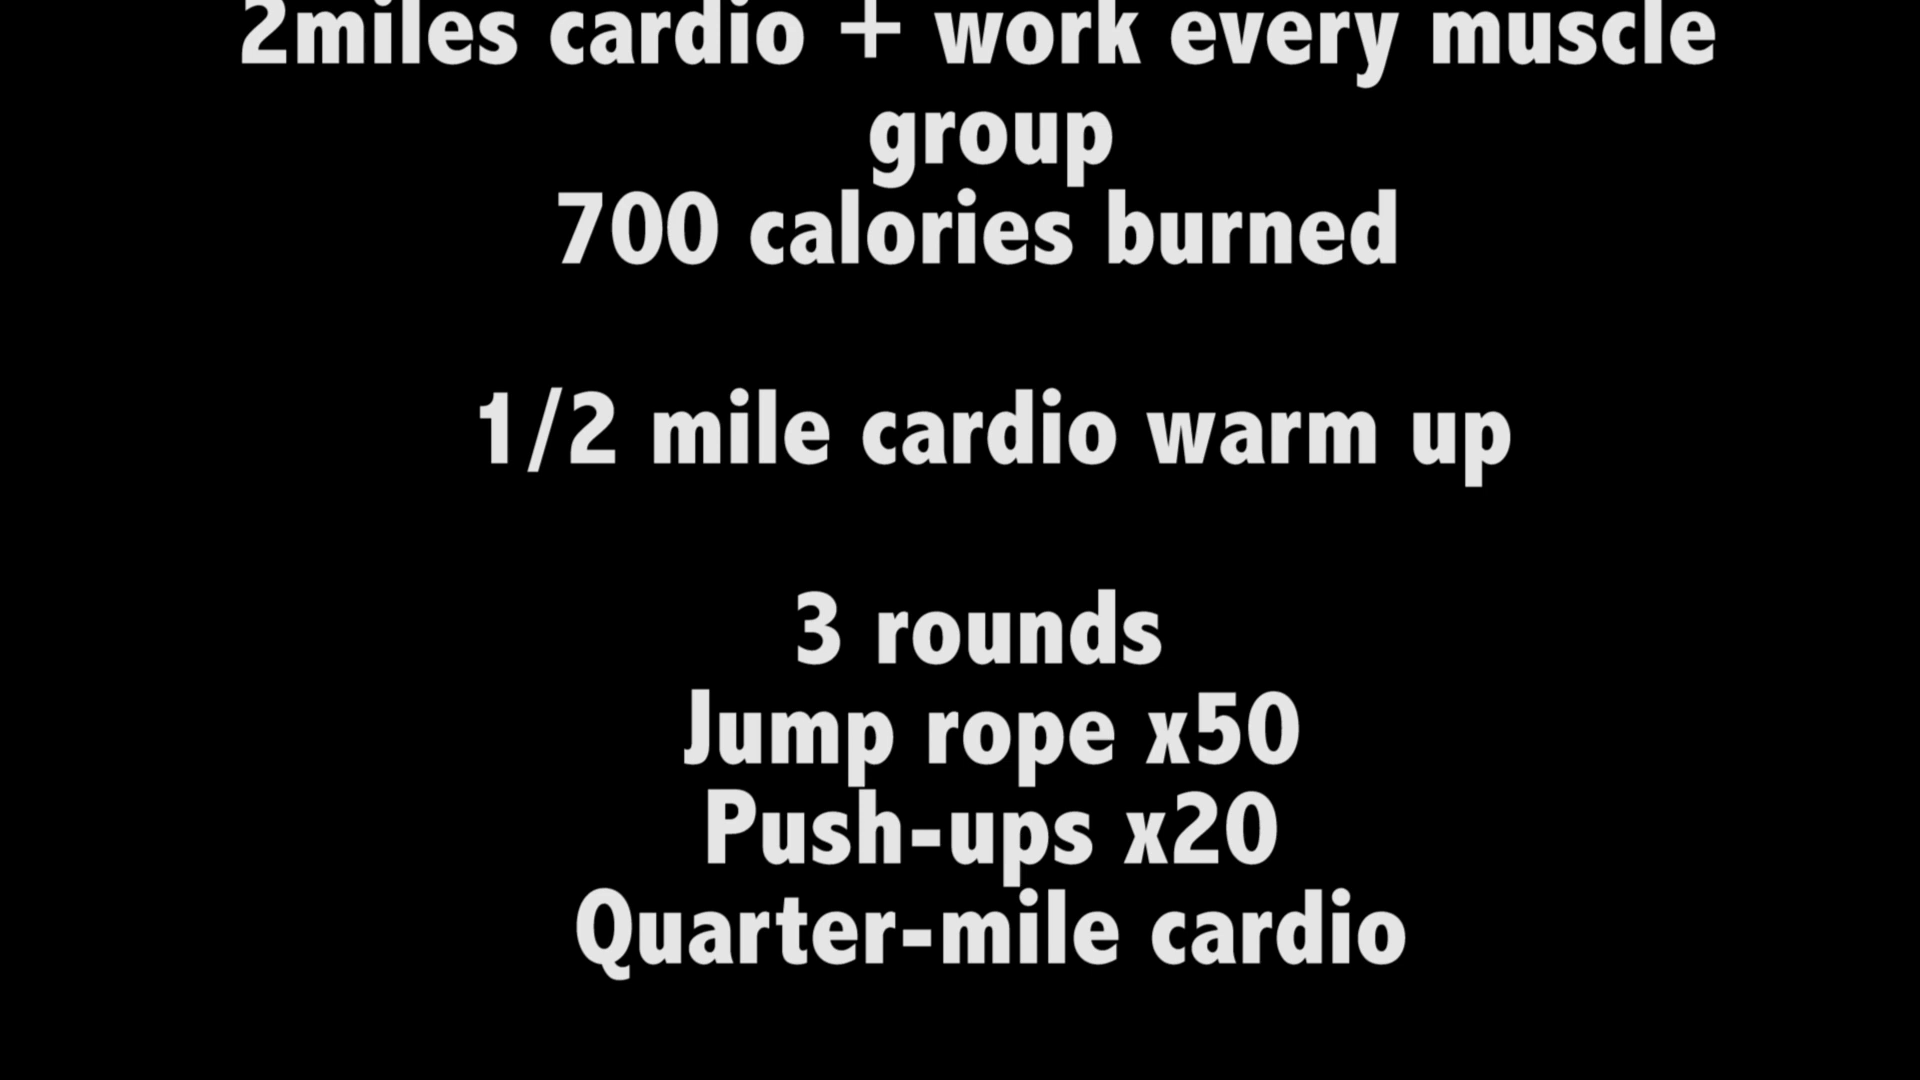 2miles cardio + work every muscle
group
700 calories burned
1/2 mile cardio warm up
3 rounds
Jump rope x50
Push-ups x20
Quarter-mile cardio